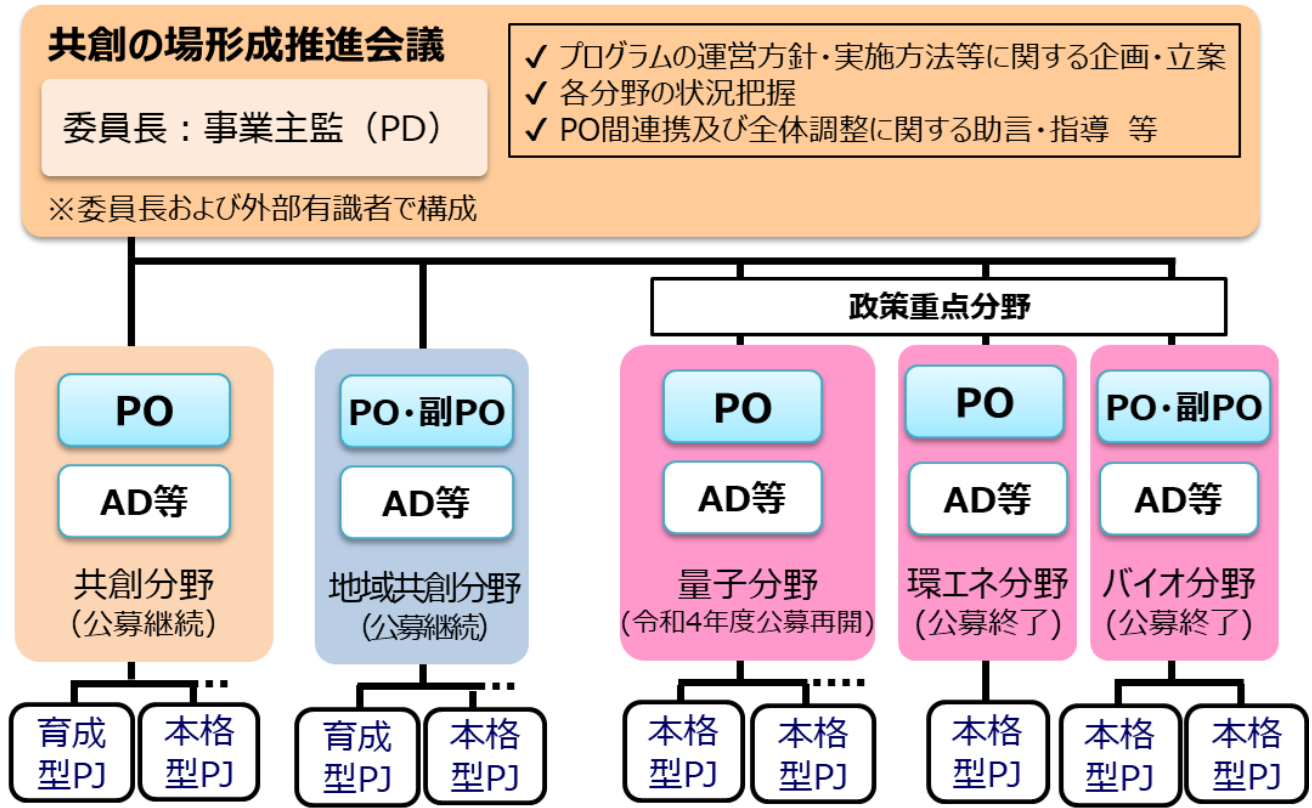 共創の場形成推進会議
委員長：事業主監（PD）
※委員長および外部有識者で構成
✓ プログラムの運営方針・実施方法等に関する企画・立案
✓ 各分野の状況把握
✓ PO間連携及び全体調整に関する助言・指導 等
政策重点分野
PO
AD等
共創分野
（公募継続）
PO・副PO
AD等
地域共創分野
(公募継続)
PO
AD等
量子分野
(令和4年度公募再開)
PO
AD等
環エネ分野
(公募終了)
PO・副PO
AD等
バイオ分野
(公募終了)
育成
型PJ
本格
型PJ
育成
型PJ
本格
型PJ
本格
型PJ
本格
型PJ
本格
型PJ
本格
型PJ
本格
型PJ